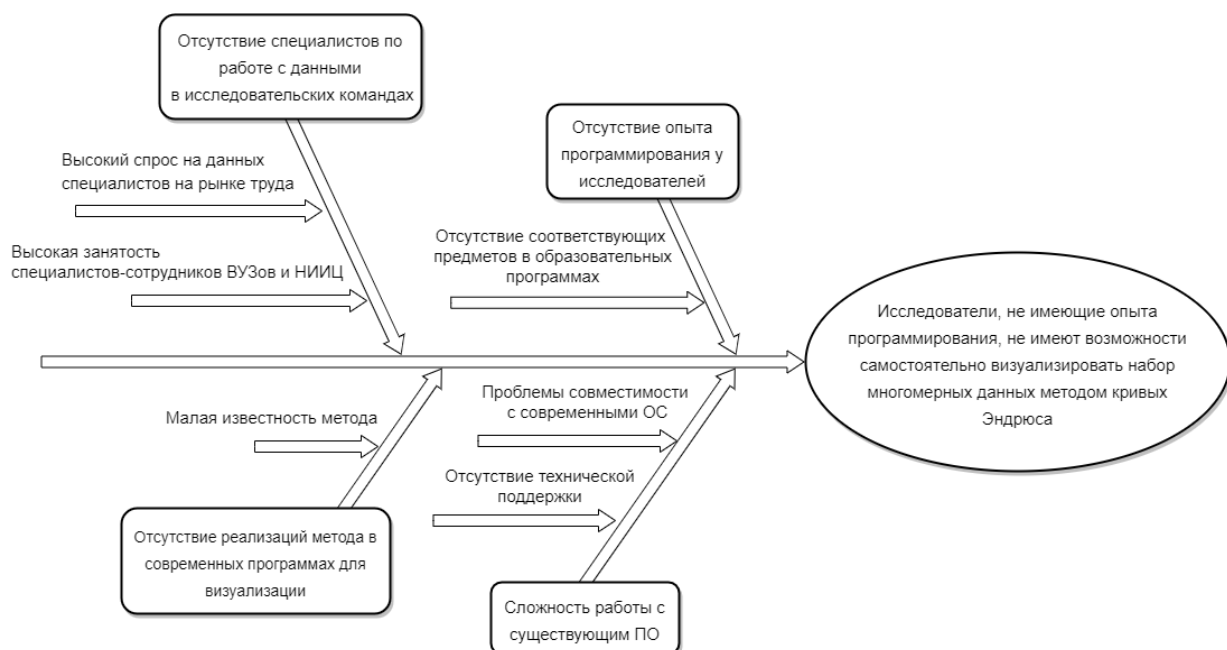 Отсутствие специалистов по
работе с данными
в исследовательских командах
Отсутствие опыта
программирования у
исследователей
Высокий спрос на данных
специалистов на рынке труда
Высокая занятость
специалистов-сотрудников ВУЗов и НИИЦ
Отсутствие соответствующих
предметов в образовательных
программах
Исследователи, не имеющие опыта
программирования, не имеют возможности
самостоятельно визуализировать набор
многомерных данных методом кривых
Эндрюса
Малая известность метода
Проблемы совместимости
с современными ОС
Отсутствие технической
поддержки
Отсутствие реализаций метода в
современных программах для
визуализации
Сложность работы с
существующим ПО